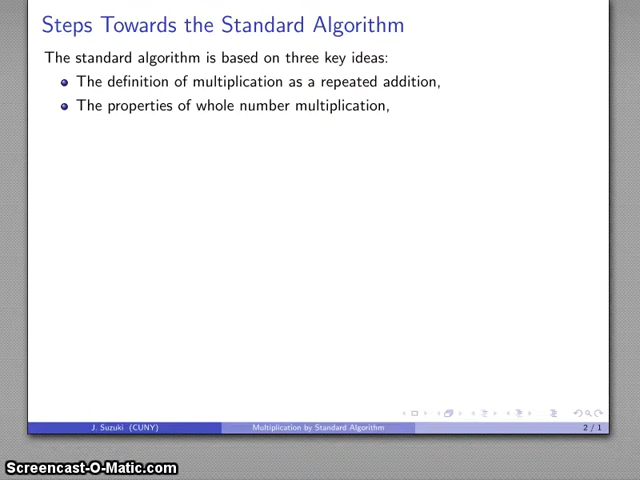 Steps Towards the Standard Algorithm
The standard algorithm is based on three key ideas:
The definition of multiplication as a repeated addition,
The properties of whole number multiplication,
J. Suzuki (CUNY)
Multiplication by Standard Algorithm
2 / 1
Screencast-O-Matic.com